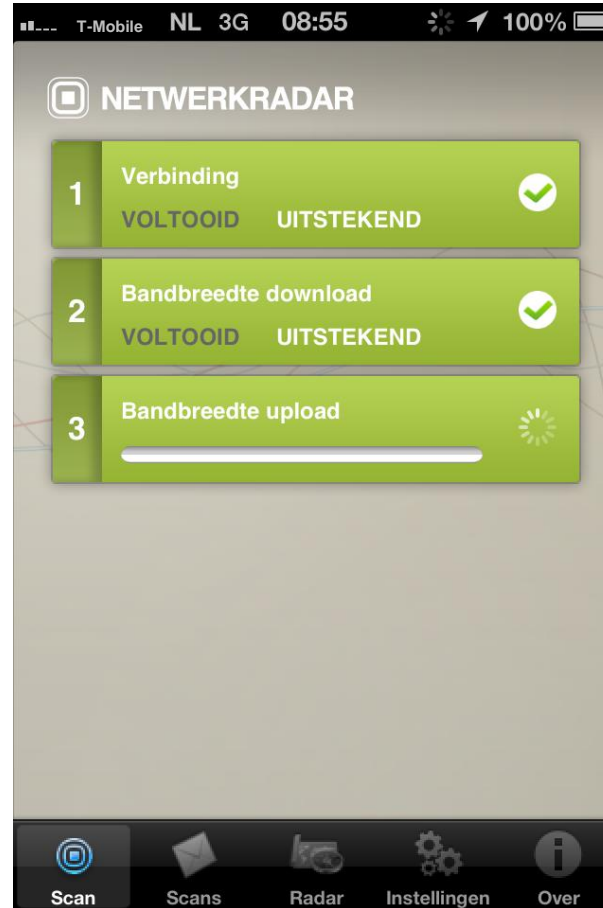 T-Mobile NL 3G 08:55 100%
NETWERKRADAR
1
Verbinding
VOLTOOID UITSTEKEND
2
Bandbreedte download
VOLTOOID UITSTEKEND
3
Bandbreedte upload
Scan Scans Radar Instellingen Over